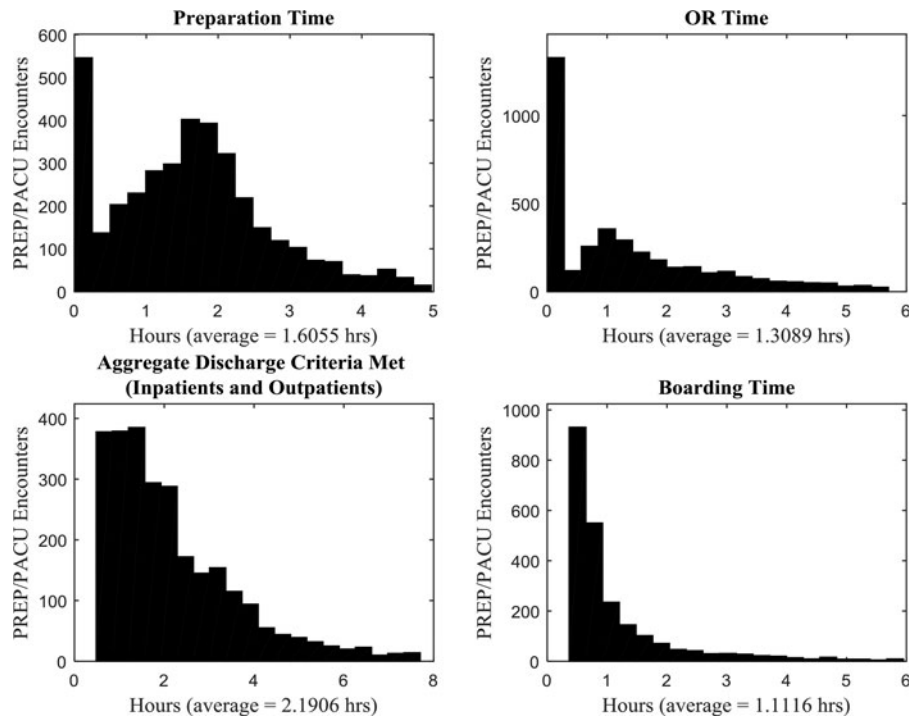 Preparation Time
600
500
400
300
200
100
0
PREP/PACU Encounters
0 1 2 3 4 5
Hours (average = 1.6055 hrs)
OR Time
1000
500
0
PREP/PACU Encounters
0 1 2 3 4 5 6
Hours (average = 1.3089 hrs)
Aggregate Discharge Criteria Met
(Inpatients and Outpatients)
400
300
200
100
0
PREP/PACU Encounters
0 2 4 6 8
Hours (average = 2.1906 hrs)
Boarding Time
1000
800
600
400
200
0
PREP/PACU Encounters
0 1 2 3 4 5 6
Hours (average = 1.1116 hrs)